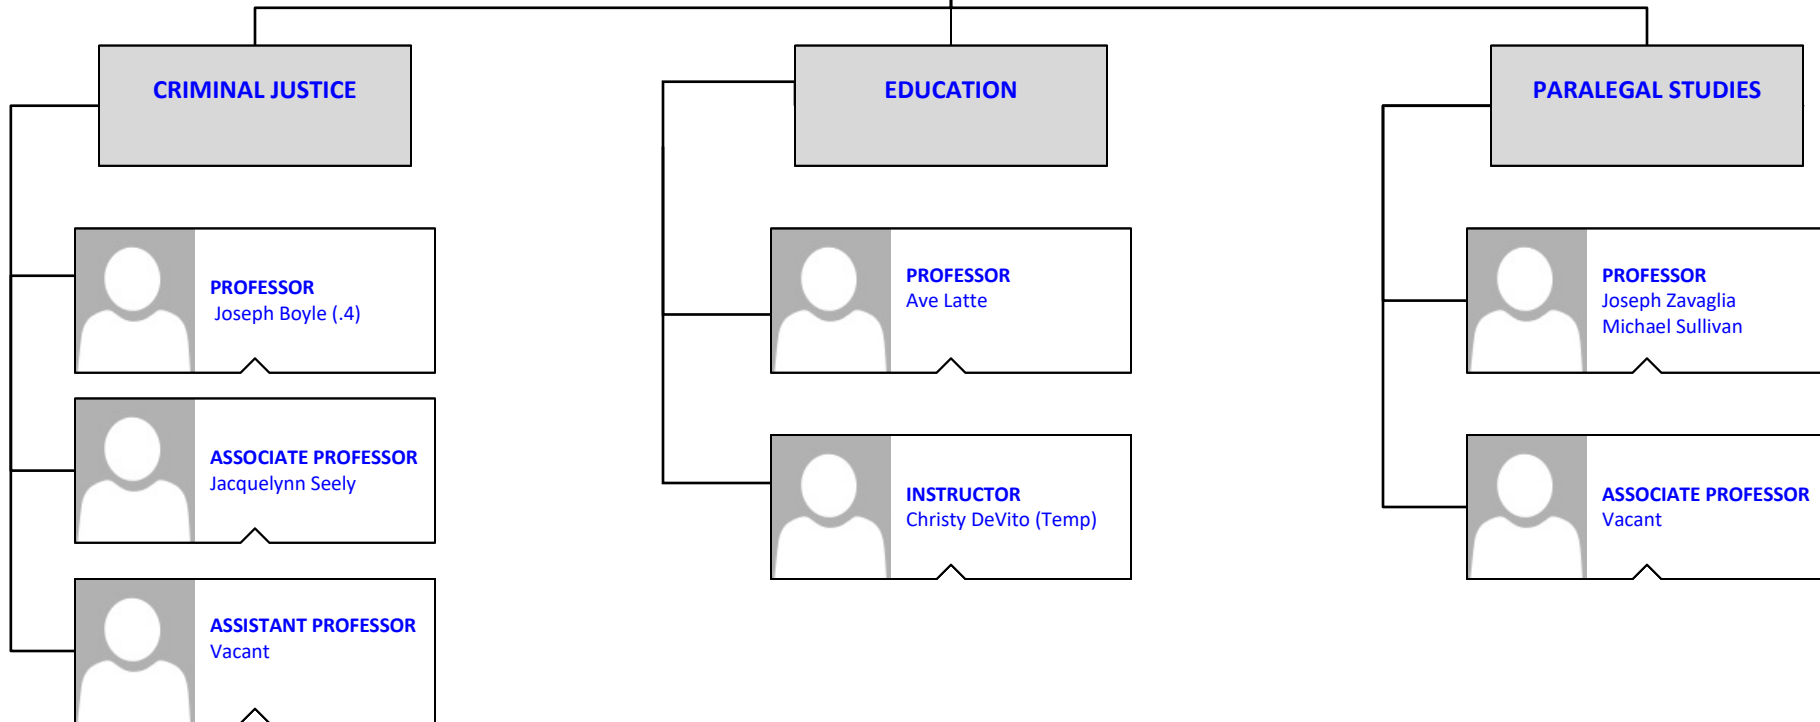 CRIMINAL JUSTICE
PROFESSOR
Joseph Boyle (.4)
ASSOCIATE PROFESSOR
Jacquelynn Seely
ASSISTANT PROFESSOR
Vacant
EDUCATION
PROFESSOR
Ave Latte
INSTRUCTOR
Christy DeVito (Temp)
PARALEGAL STUDIES
PROFESSOR
Joseph Zavaglia
Michael Sullivan
ASSOCIATE PROFESSOR
Vacant